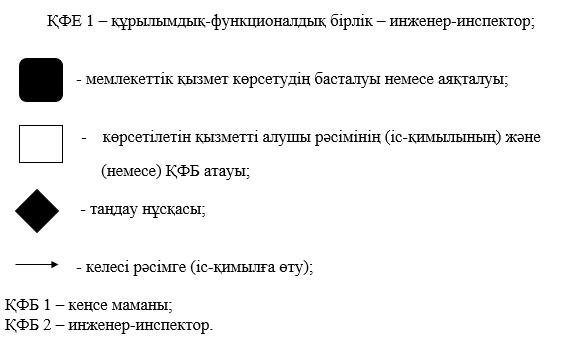 ҚФЕ 1 – құрылымдық-функционалдық бірлік – инженер-инспектор;
- мемлекеттік қызмет көрсетудің басталуы немесе аяқталуы;
- көрсетілетін қызметті алушы рәсімінің (іс-қимылының) және
(немесе) ҚФБ атауы;
- таңдау нұсқасы;
- келесі рәсімге (іс-қимылға өту);
ҚФБ 1 – кеңсе маманы;
ҚФБ 2 – инженер-инспектор.